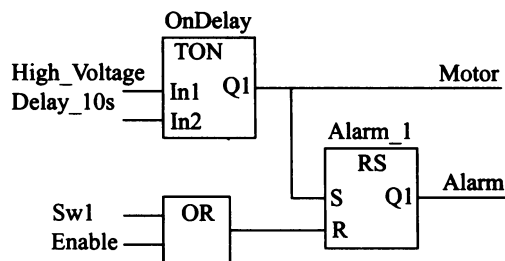 OnDelay
TON
High_Voltage
In1
Q1
Motor
Delay_10s
In2
Alarm_1
RS
S
Q1
Alarm
R
Sw1
OR
Enable